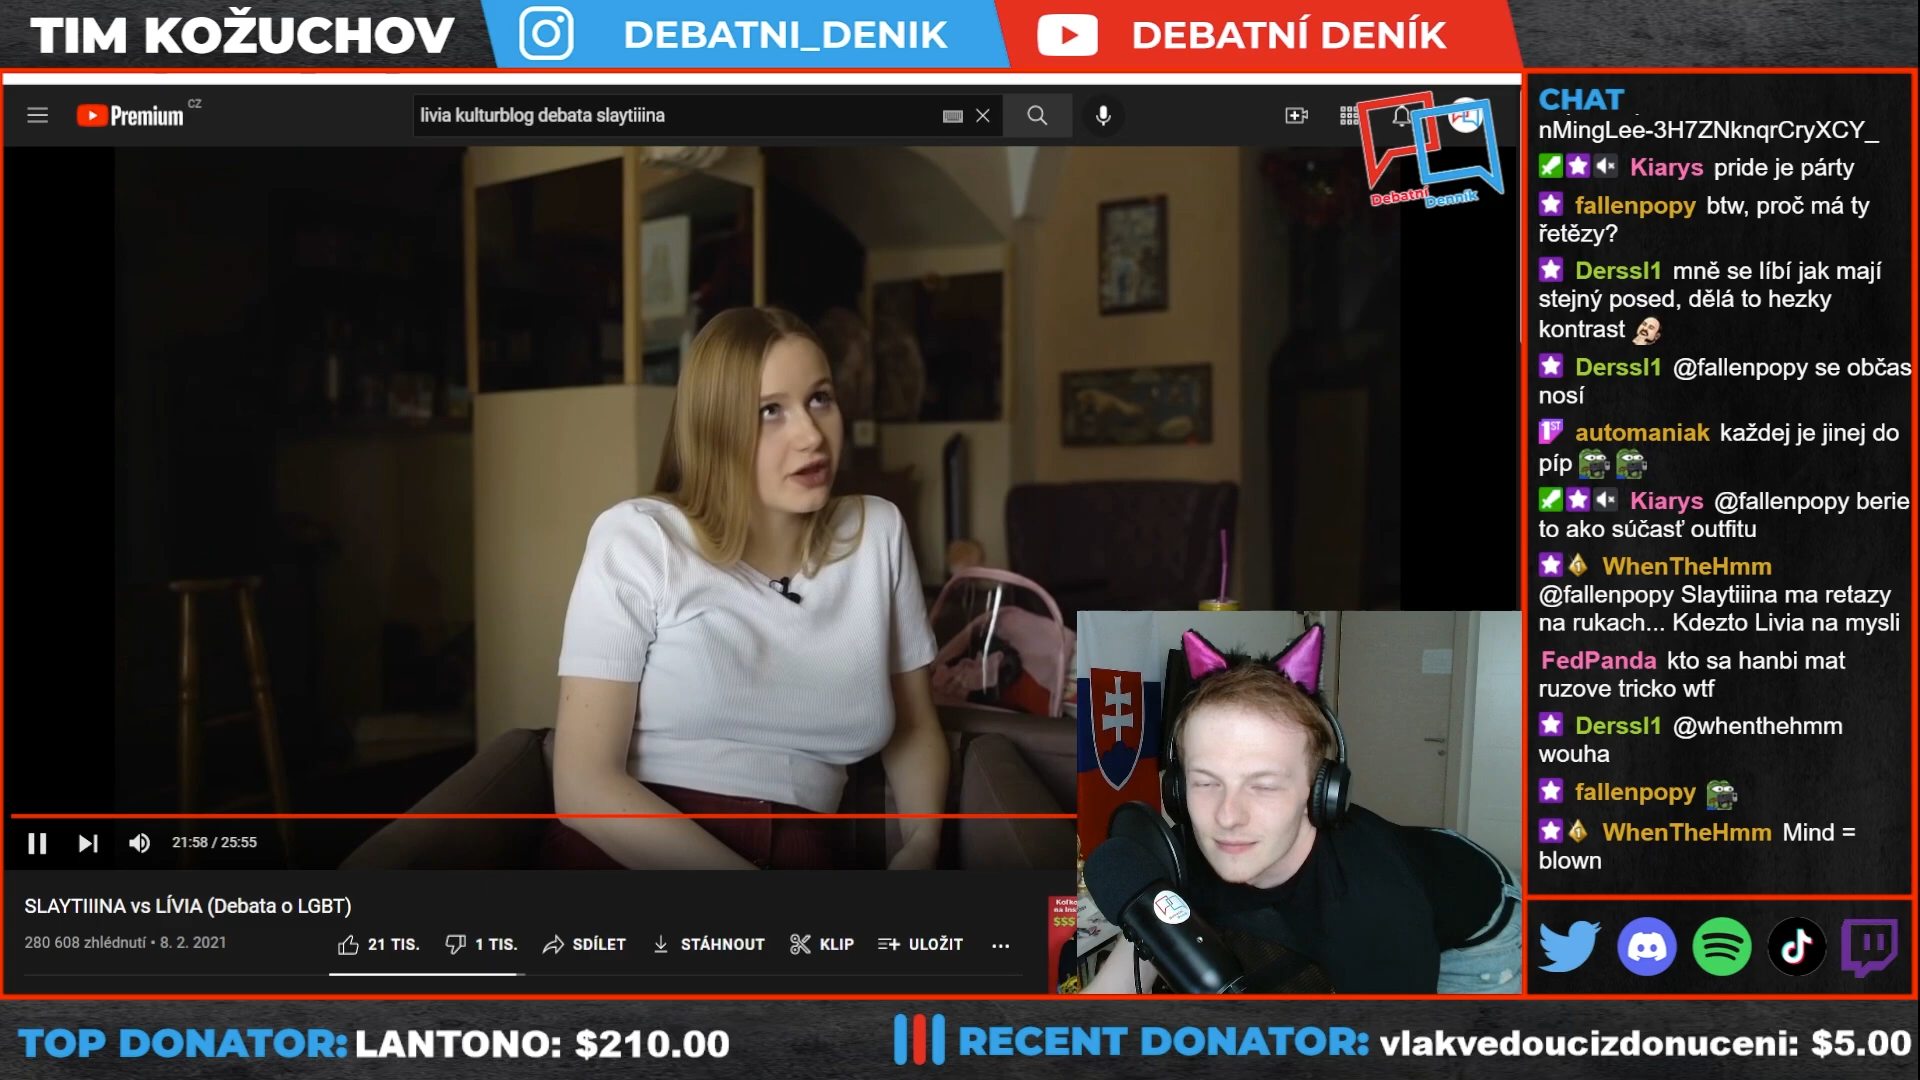 TIM KOŽUCHOV
DEBATNI_DENIK
DEBATNÍ DENÍK
Premium CZ
livia kulturblog debata slaytiiina
Debatní
Denník
21:58 / 25:55
SLAYTIIINA vs LÍVIA (Debata o LGBT)
280 608 zhlédnutí • 8. 2. 2021
21 TIS.
1 TIS.
SDÍLET
STÁHNOUT
KLIP
ULOŽIT
$$$
CHAT
nMingLee-3H7ZNknqrCryXCY_
Kiarys pride je párty
fallenpopy btw, proč má ty
řetězy?
Derssl1 mně se líbí jak mají
stejný posed, dělá to hezky
kontrast
Derssl1 @fallenpopy se občas
nosí
1ST automaniak každej je jinej do
píp
Kiarys @fallenpopy berie
to ako súčasť outfitu
WhenTheHmm
@fallenpopy Slaytiiina ma retazy
na rukach... Kdezto Livia na mysli
FedPanda kto sa hanbi mat
ruzove tricko wtf
Derssl1 @whenthehmm
wouha
fallenpopy
WhenTheHmm Mind =
blown
TOP DONATOR: LANTONO: $210.00
RECENT DONATOR: vlakvedoucizdonuceni: $5.00